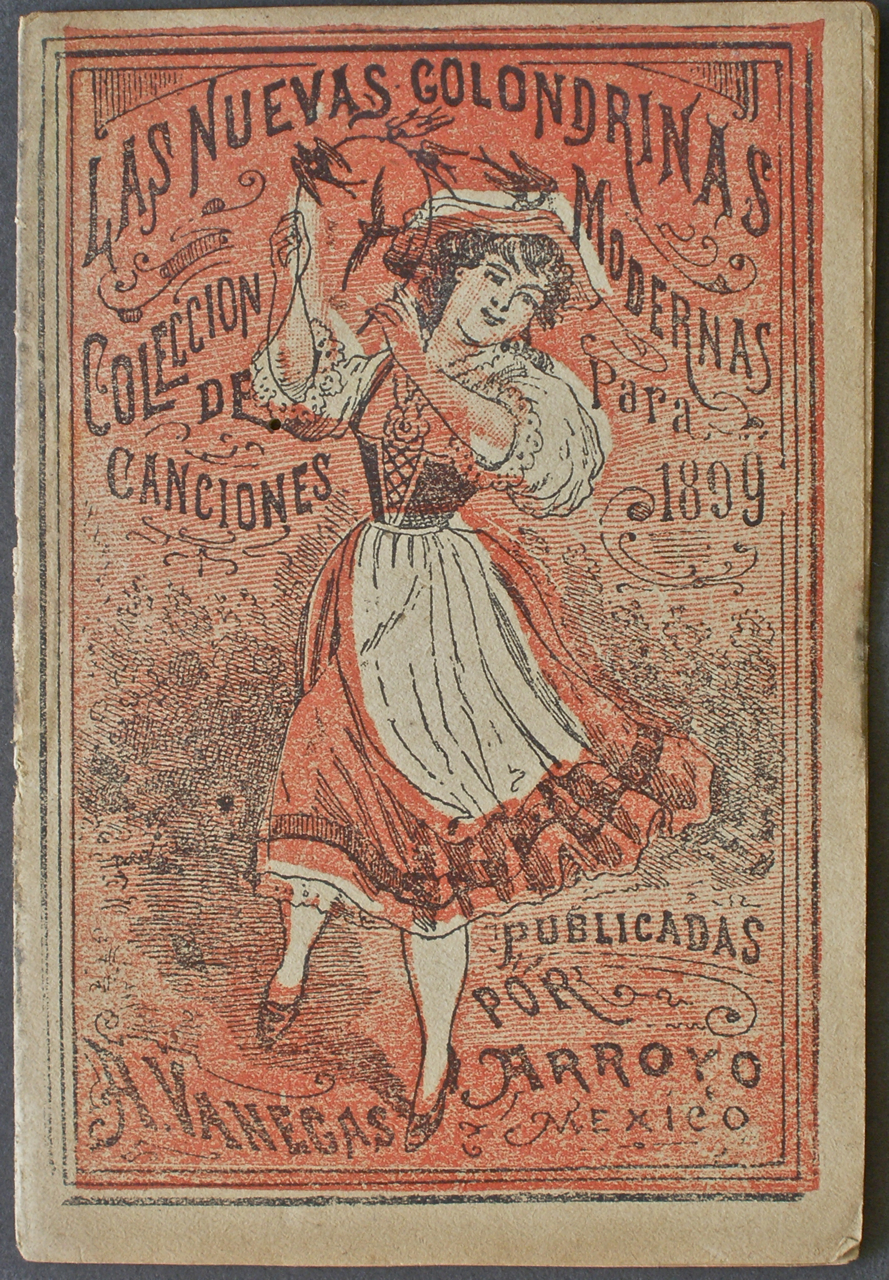 LAS NUEVAS GOLONDRINAS
COLECCION
DE
CANCIONES
MODERNAS
Para
1899
PUBLICADAS
POR
A. VANEGAS ARROYO
MEXICO